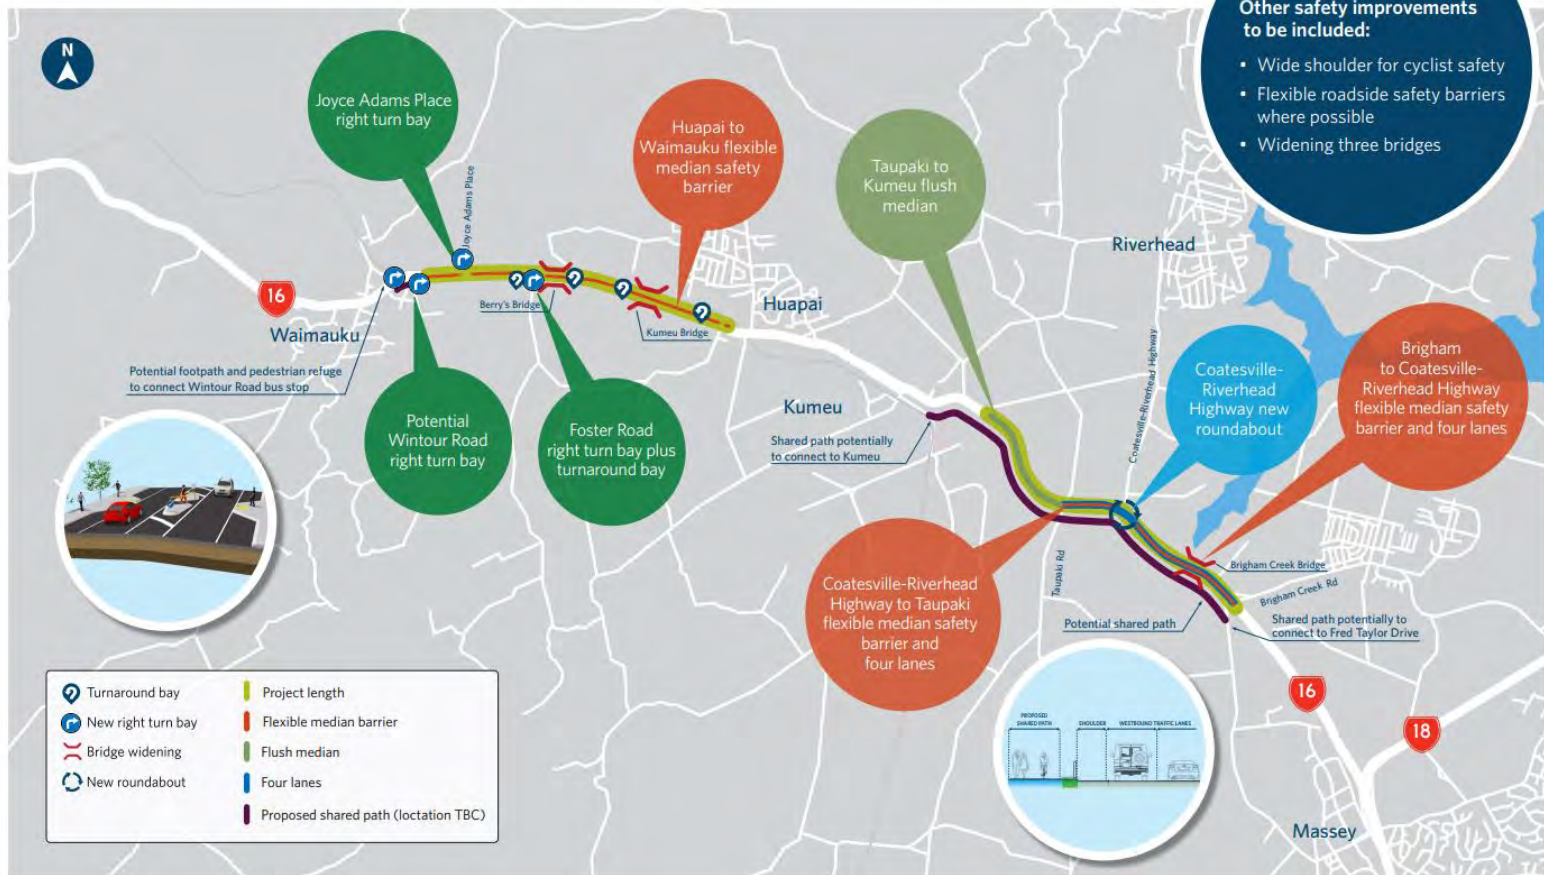 Other safety improvements
to be included:
• Wide shoulder for cyclist safety
• Flexible roadside safety barriers
where possible
• Widening three bridges
N
Joyce Adams Place
right turn bay
Joyce Adams Place
Huapai to
Waimauku flexible
median safety
barrier
Taupaki to
Kumeu flush
median
Riverhead
16
Waimauku
Berry's Bridge
Kumeu Bridge
Huapai
Potential footpath and pedestrian refuge
to connect Wintour Road bus stop
Potential
Wintour Road
right turn bay
Foster Road
right turn bay plus
turnaround bay
Kumeu
Shared path potentially
to connect to Kumeu
Coatesville-Riverhead Highway
Coatesville-
Riverhead
Highway new
roundabout
Brigham
to Coatesville-
Riverhead Highway
flexible median safety
barrier and four lanes
Coatesville-Riverhead
Highway to Taupaki
flexible median safety
barrier and
four lanes
Taupaki Rd
Brigham Creek Bridge
Brigham Creek Rd
Potential shared path
Shared path potentially to
connect to Fred Taylor Drive
16
18
Massey
PROPOSED
SHARED PATH
SHOULDER
WESTBOUND TRAFFIC LANES
Turnaround bay
New right turn bay
Bridge widening
New roundabout
Project length
Flexible median barrier
Flush median
Four lanes
Proposed shared path (loctation TBC)